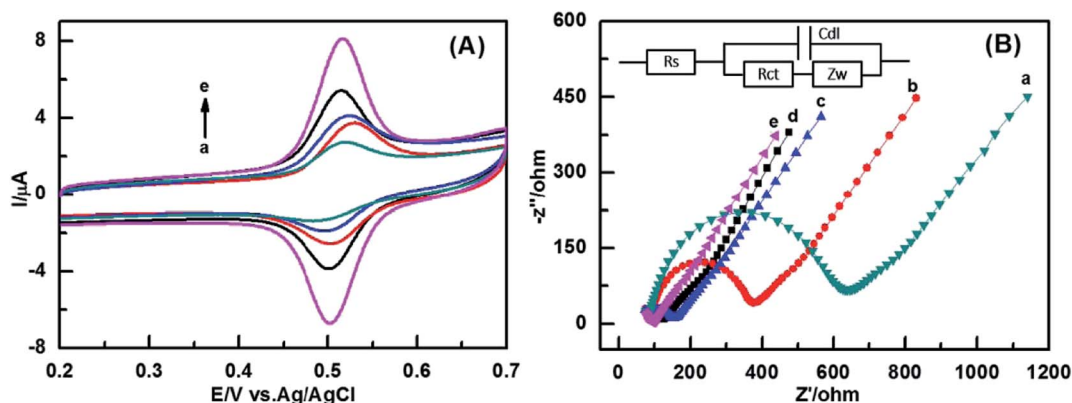 (A)
8
4
0
-4
-8
I/μA
e
a
0.2 0.3 0.4 0.5 0.6 0.7
E/V vs.Ag/AgCl
(B)
600
450
300
150
0
-z''/ohm
Cdl
Rs
Rct Zw
e d c b a
0 200 400 600 800 1000 1200
Z'/ohm